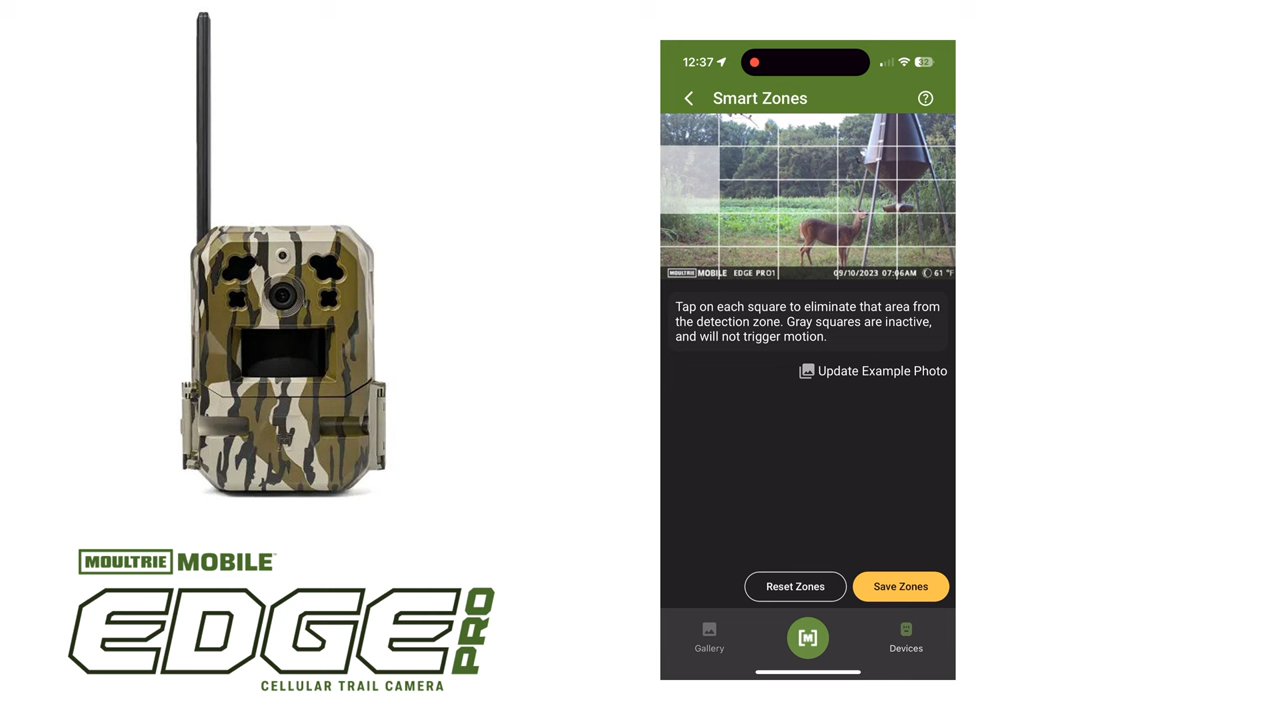 MOULTRIE MOBILE
EDGE PRO
CELLULAR TRAIL CAMERA
12:37
32
Smart Zones
MOULTRIE MOBILE EDGE PRO1 09/10/2023 07:06AM 61 °F
Tap on each square to eliminate that area from
the detection zone. Gray squares are inactive,
and will not trigger motion.
Update Example Photo
Reset Zones
Save Zones
Gallery
[M]
Devices